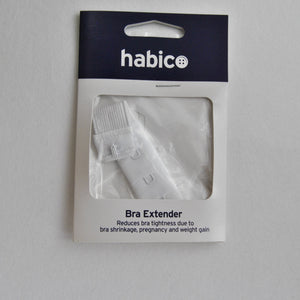 habico
Bra Extender
Reduces bra tightness due to
bra shrinkage, pregnancy and weight gain